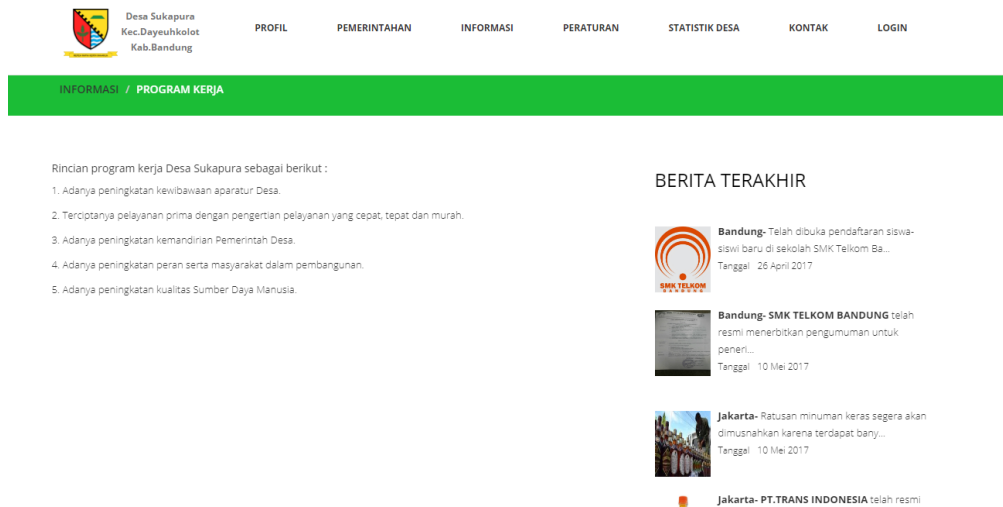 Desa Sukapura
Kec.Dayeuhkolot
Kab.Bandung
PROFIL PEMERINTAHAN INFORMASI PERATURAN STATISTIK DESA KONTAK LOGIN
INFORMASI / PROGRAM KERJA
Rincian program kerja Desa Sukapura sebagai berikut :
1. Adanya peningkatan kewibawaan aparatur Desa.
2. Terciptanya pelayanan prima dengan pengertian pelayanan yang cepat, tepat dan murah.
3. Adanya peningkatan kemandirian Pemerintah Desa.
4. Adanya peningkatan peran serta masyarakat dalam pembangunan.
5. Adanya peningkatan kualitas Sumber Daya Manusia.
BERITA TERAKHIR
SMK TELKOM
BANDUNG
Bandung- Telah dibuka pendaftaran siswa-
siswi baru di sekolah SMK Telkom Ba...
Tanggal 26 April 2017
Bandung- SMK TELKOM BANDUNG telah
resmi menerbitkan pengumuman untuk
peneri...
Tanggal 10 Mei 2017
Jakarta- Ratusan minuman keras segera akan
dimusnahkan karena terdapat bany...
Tanggal 10 Mei 2017
Jakarta- PT.TRANS INDONESIA telah resmi